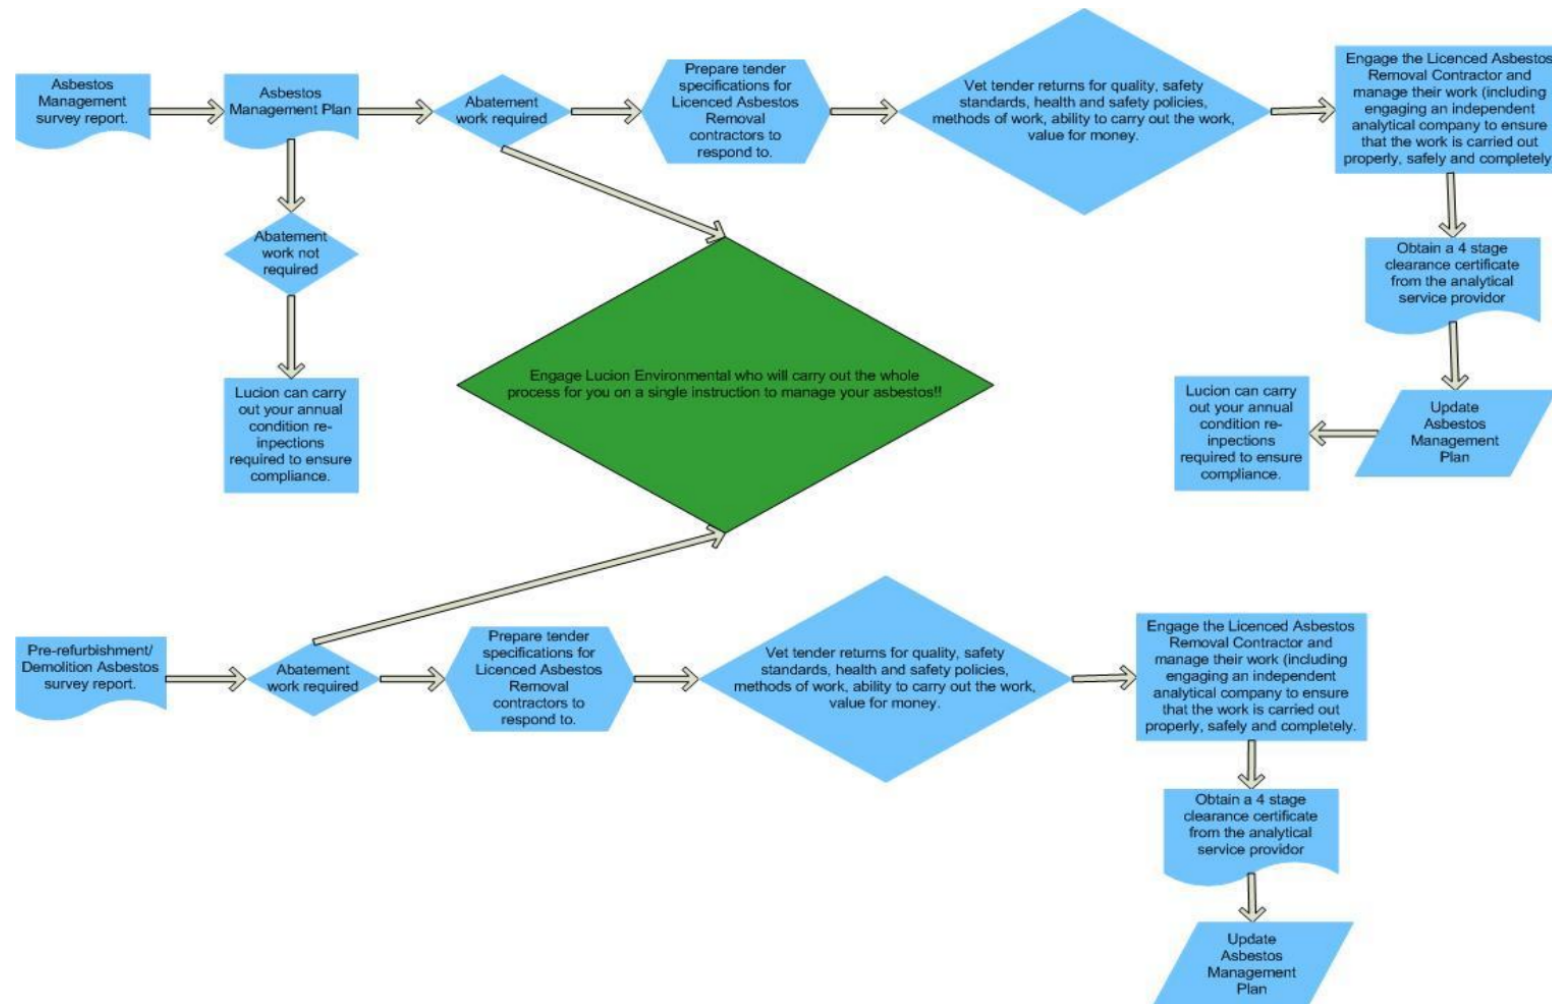 Asbestos
Management
survey report.
Asbestos
Management Plan
Abatement
work required
Prepare tender
specifications for
Licenced Asbestos
Removal
contractors to
respond to.
Vet tender returns for quality, safety
standards, health and safety policies,
methods of work, ability to carry out the work,
value for money.
Engage the Licenced Asbestos
Removal Contractor and
manage their work (including
engaging an independent
analytical company to ensure
that the work is carried out
properly, safely and completely
Abatement
work not
required
Obtain a 4 stage
clearance certificate
from the analytical
service providor
Engage Lucion Environmental who will carry out the whole
process for you on a single instruction to manage your asbestos!!
Lucion can carry
out your annual
condition re-
inpections
required to ensure
compliance.
Lucion can carry
out your annual
condition re-
inpections
required to ensure
compliance.
Update
Asbestos
Management
Plan
Pre-refurbishment/
Demolition Asbestos
survey report.
Abatement
work required
Prepare tender
specifications for
Licenced Asbestos
Removal
contractors to
respond to.
Vet tender returns for quality, safety
standards, health and safety policies,
methods of work, ability to carry out the work,
value for money.
Engage the Licenced Asbestos
Removal Contractor and
manage their work (including
engaging an independent
analytical company to ensure
that the work is carried out
properly, safely and completely.
Obtain a 4 stage
clearance certificate
from the analytical
service providor
Update
Asbestos
Management
Plan